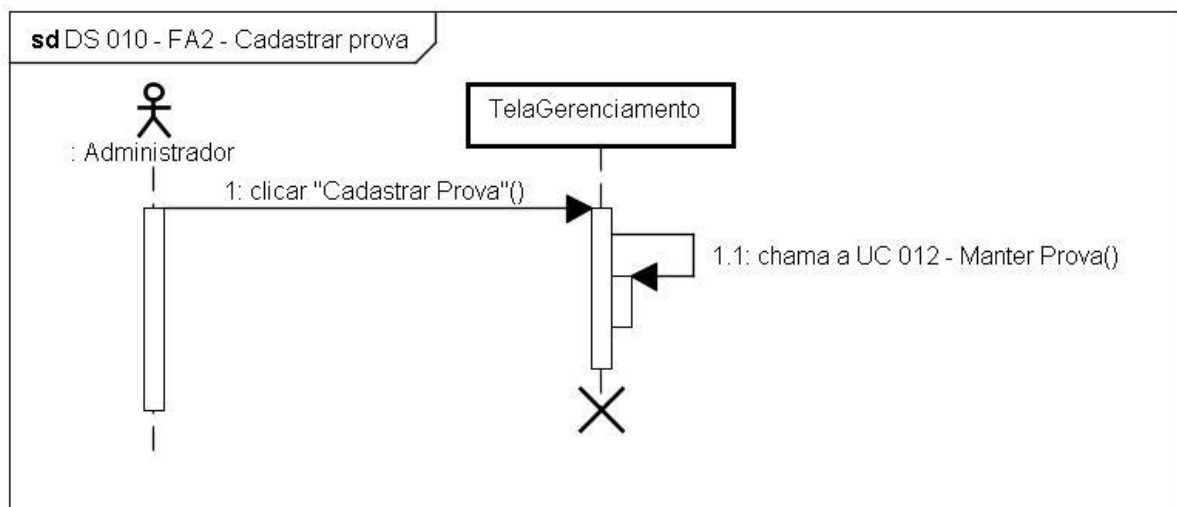 sd DS 010 - FA2 - Cadastrar prova
TelaGerenciamento
: Administrador
1: clicar "Cadastrar Prova"()
1.1: chama a UC 012 - Manter Prova()